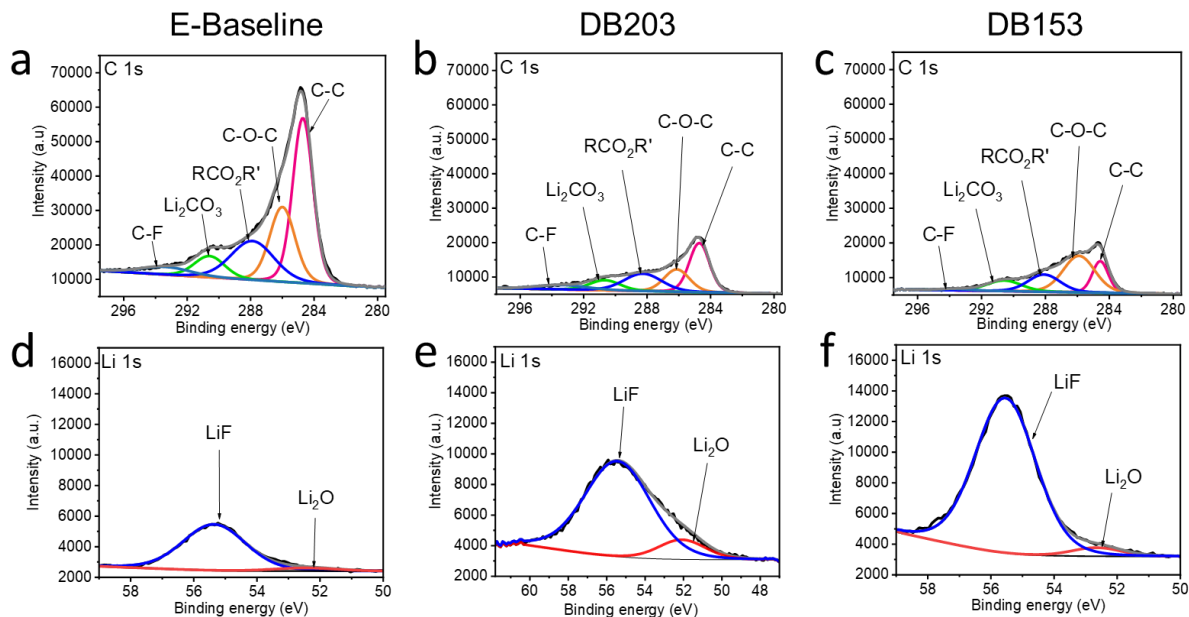 E-Baseline
DB203
DB153
a
C 1s
70000
60000
50000
40000
30000
20000
10000
Intensity (a.u.)
C-C
C-O-C
RCO₂R'
Li₂CO₃
C-F
296
292
288
284
280
Binding energy (eV)
b
C 1s
70000
60000
50000
40000
30000
20000
10000
Intensity (a.u.)
C-O-C
RCO₂R'
C-C
Li₂CO₃
C-F
296
292
288
284
280
Binding energy (eV)
c
C 1s
70000
60000
50000
40000
30000
20000
10000
Intensity (a.u.)
C-O-C
RCO₂R'
C-C
Li₂CO₃
C-F
296
292
288
284
280
Binding energy (eV)
d
Li 1s
16000
14000
12000
10000
8000
6000
4000
2000
Intensity (a.u.)
LiF
Li₂O
58
56
54
52
50
Binding energy (eV)
e
Li 1s
16000
14000
12000
10000
8000
6000
4000
2000
Intensity (a.u.)
LiF
Li₂O
60
58
56
54
52
50
48
Binding energy (eV)
f
Li 1s
16000
14000
12000
10000
8000
6000
4000
2000
Intensity (a.u.)
LiF
Li₂O
58
56
54
52
50
Binding energy (eV)